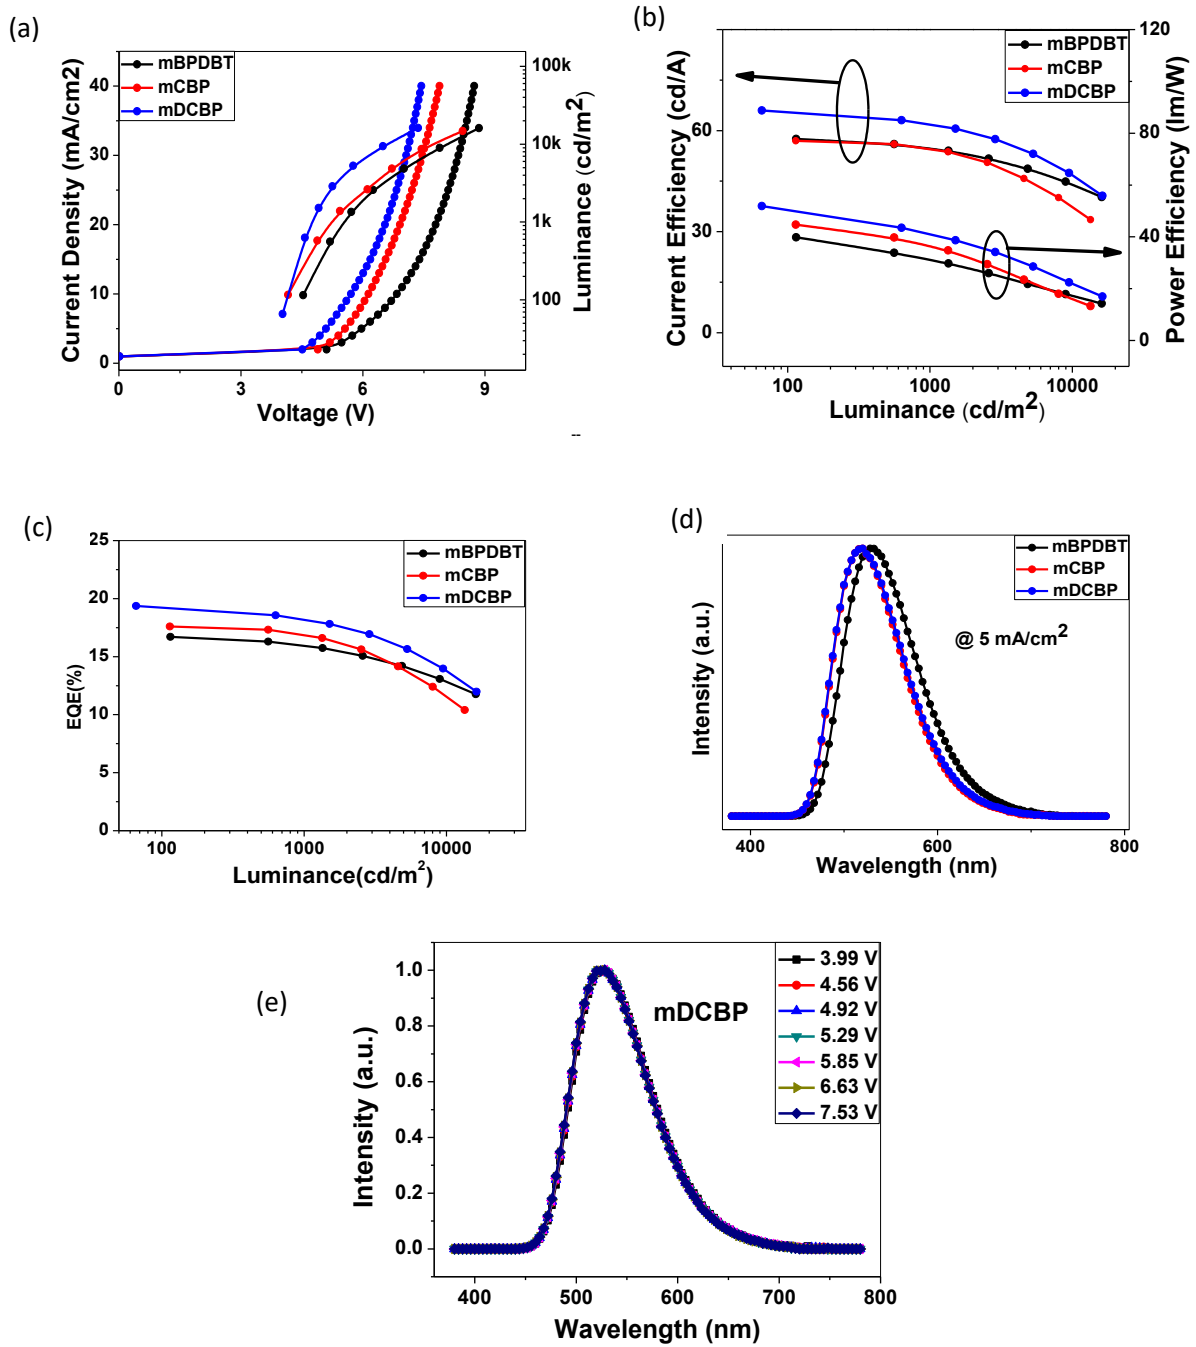 (a)
mBPDBT
mCBP
mDCBP
40
30
20
10
0
Current Density (mA/cm2)
100k
10k
1k
100
Luminance (cd/m2)
0 3 6 9
Voltage (V)
--
(b)
mBPDBT
mCBP
mDCBP
60
30
0
Current Efficiency (cd/A)
120
80
40
0
Power Efficiency (lm/W)
100 1000 10000
Luminance (cd/m2)
(c)
mBPDBT
mCBP
mDCBP
25
20
15
10
5
0
EQE(%)
100 1000 10000
Luminance(cd/m2)
(d)
mBPDBT
mCBP
mDCBP
@ 5 mA/cm2
Intensity (a.u.)
400 600 800
Wavelength (nm)
(e)
mDCBP
3.99 V
4.56 V
4.92 V
5.29 V
5.85 V
6.63 V
7.53 V
1.0
0.8
0.6
0.4
0.2
0.0
Intensity (a.u.)
400 500 600 700 800
Wavelength (nm)